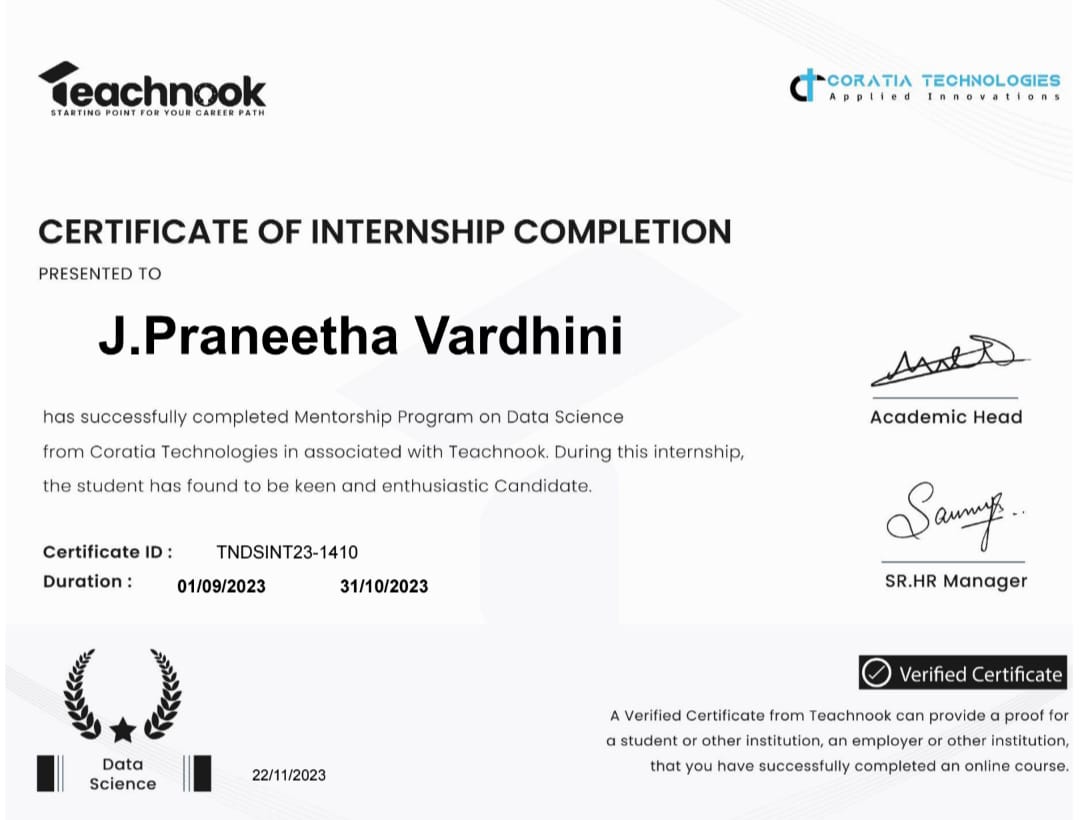 Teachnook
STARTING POINT FOR YOUR CAREER PATH
CORATIA TECHNOLOGIES
Applied Innovations
CERTIFICATE OF INTERNSHIP COMPLETION
PRESENTED TO
J.Praneetha Vardhini
has successfully completed Mentorship Program on Data Science
from Coratia Technologies in associated with Teachnook. During this internship,
the student has found to be keen and enthusiastic Candidate.
Certificate ID : TNDSINT23-1410
Duration : 01/09/2023 31/10/2023
Academic Head
SR.HR Manager
Data
Science
22/11/2023
Verified Certificate
A Verified Certificate from Teachnook can provide a proof for
a student or other institution, an employer or other institution,
that you have successfully completed an online course.